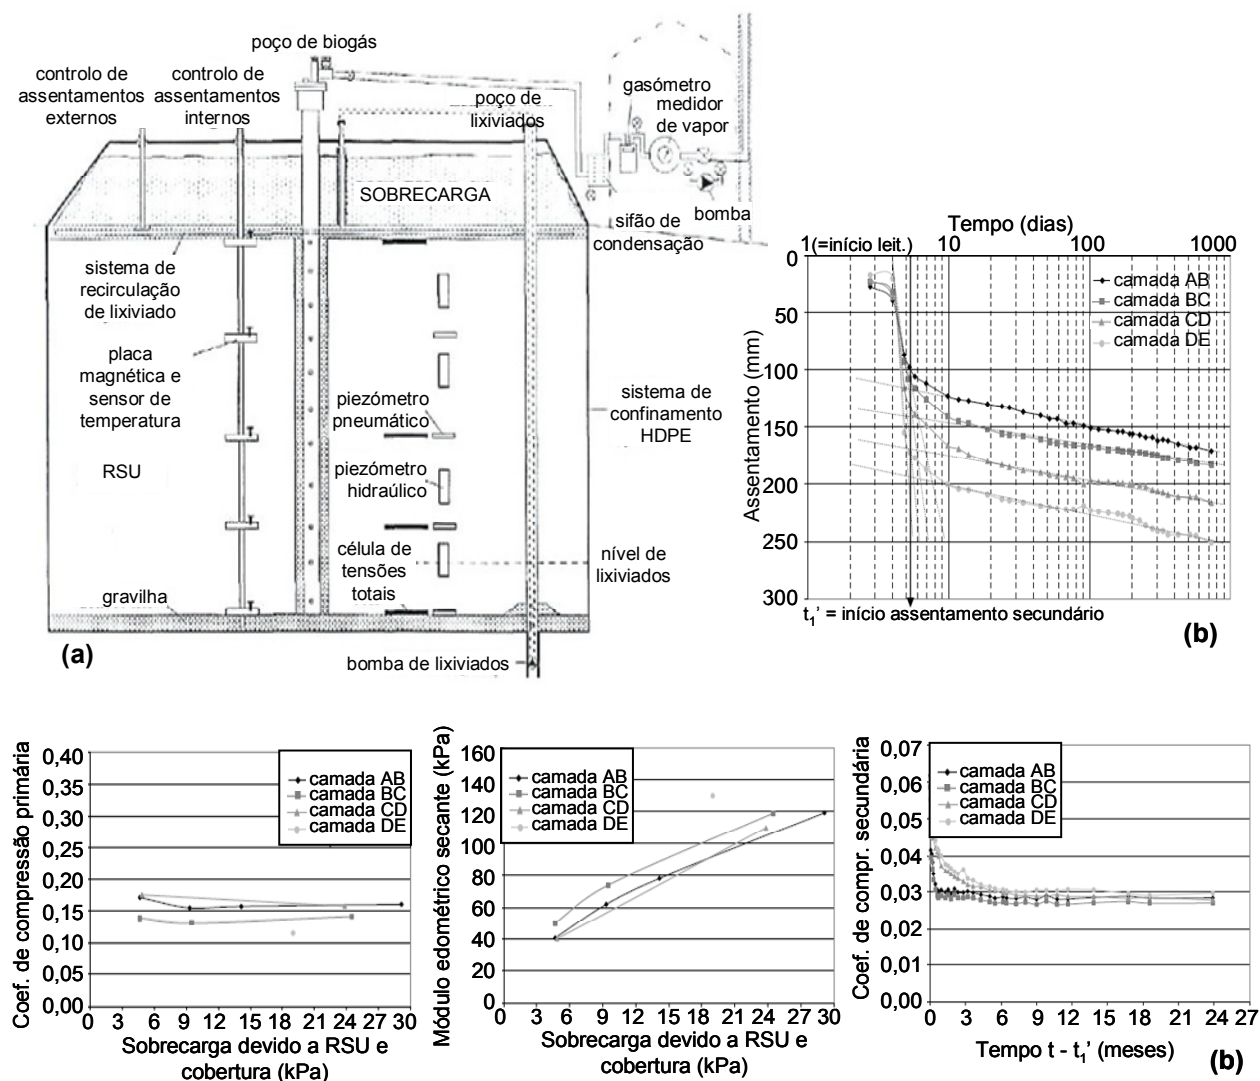 poço de biogás
controlo de
assentamentos
externos
controlo de
assentamentos
internos
poço de
lixiviados
gasómetro
medidor
de vapor
bomba
sifão de
condensação
SOBRECARGA
sistema de
recirculação
de lixiviado
placa
magnética e
sensor de
temperatura
piezómetro
pneumático
piezómetro
hidraúlico
sistema de
confinamento
HDPE
RSU
célula de
tensões
totais
nível de
lixiviados
gravilha
bomba de lixiviados
(a)
Tempo (dias)
1(=início leit.) 10 100 1000
Assentamento (mm)
0
50
100
150
200
250
300
camada AB
camada BC
camada CD
camada DE
t₁' = início assentamento secundário
(b)
Coef. de compressão primária
0,40
0,35
0,30
0,25
0,20
0,15
0,10
0,05
0,00
camada AB
camada BC
camada CD
camada DE
0 3 6 9 12 15 18 21 24 27 30
Sobrecarga devido a RSU e
cobertura (kPa)
Módulo edométrico secante (kPa)
160
140
120
100
80
60
40
20
0
camada AB
camada BC
camada CD
camada DE
0 3 6 9 12 15 18 21 24 27 30
Sobrecarga devido a RSU e
cobertura (kPa)
Coef. de compr. secundária
0,07
0,06
0,05
0,04
0,03
0,02
0,01
0,00
camada AB
camada BC
camada CD
camada DE
0 3 6 9 12 15 18 21 24 27
Tempo t - t₁' (meses)
(b)